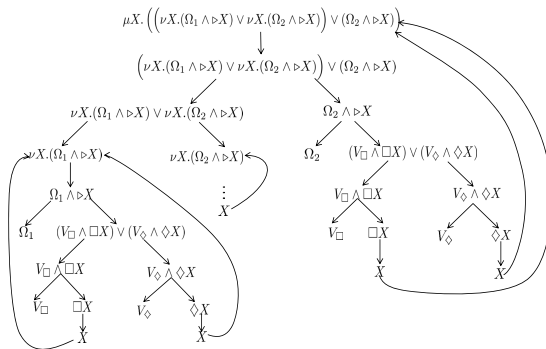 μX.((νX.(Ω₁ ∧ ▹X) ∨ νX.(Ω₂ ∧ ▹X)) ∨ (Ω₂ ∧ ▹X))
(νX.(Ω₁ ∧ ▹X) ∨ νX.(Ω₂ ∧ ▹X)) ∨ (Ω₂ ∧ ▹X)
νX.(Ω₁ ∧ ▹X) ∨ νX.(Ω₂ ∧ ▹X) Ω₂ ∧ ▹X
νX.(Ω₁ ∧ ▹X) νX.(Ω₂ ∧ ▹X) Ω₂ (V□ ∧ □X) ∨ (V◇ ∧ ◇X)
Ω₁ ∧ ▹X ⋮ V□ ∧ □X V◇ ∧ ◇X
X
Ω₁ (V□ ∧ □X) ∨ (V◇ ∧ ◇X) V□ □X V◇ ◇X
V□ ∧ □X V◇ ∧ ◇X X X
V□ □X V◇ ◇X
X X